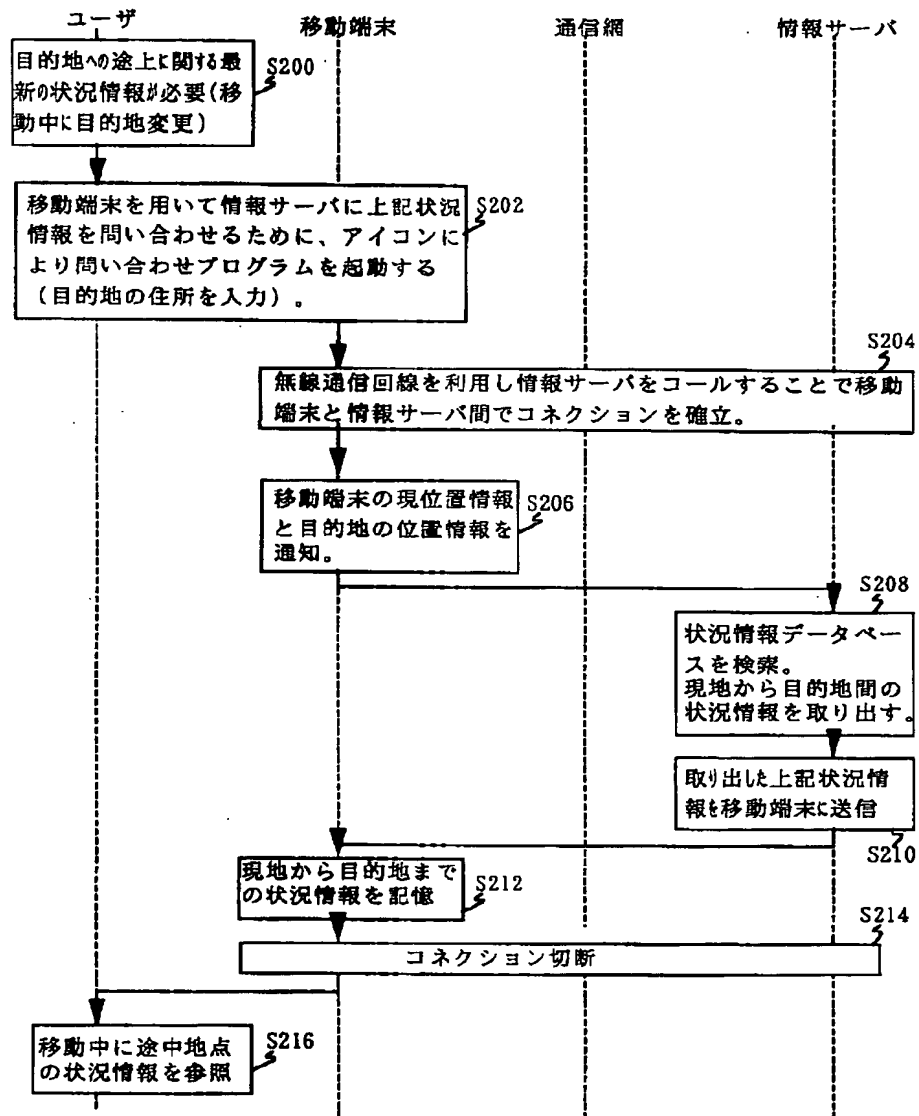 ユーザ
移動端末
通信網
情報サーバ
目的地への途上に関する最
新の状況情報が必要(移
動中に目的地変更)
S200
移動端末を用いて情報サーバに上記状況
情報を問い合わせるために、アイコンに
より問い合わせプログラムを起動する
(目的地の住所を入力)。
S202
S204
無線通信回線を利用し情報サーバをコールすることで移動
端末と情報サーバ間でコネクションを確立。
移動端末の現位置情報
と目的地の位置情報を
通知。
S206
S208
状況情報データベー
スを検索。
現地から目的地間の
状況情報を取り出す。
取り出した上記状況情
報を移動端末に送信
S210
現地から目的地まで
の状況情報を記憶
S212
S214
コネクション切断
移動中に途中地点
の状況情報を参照
S216